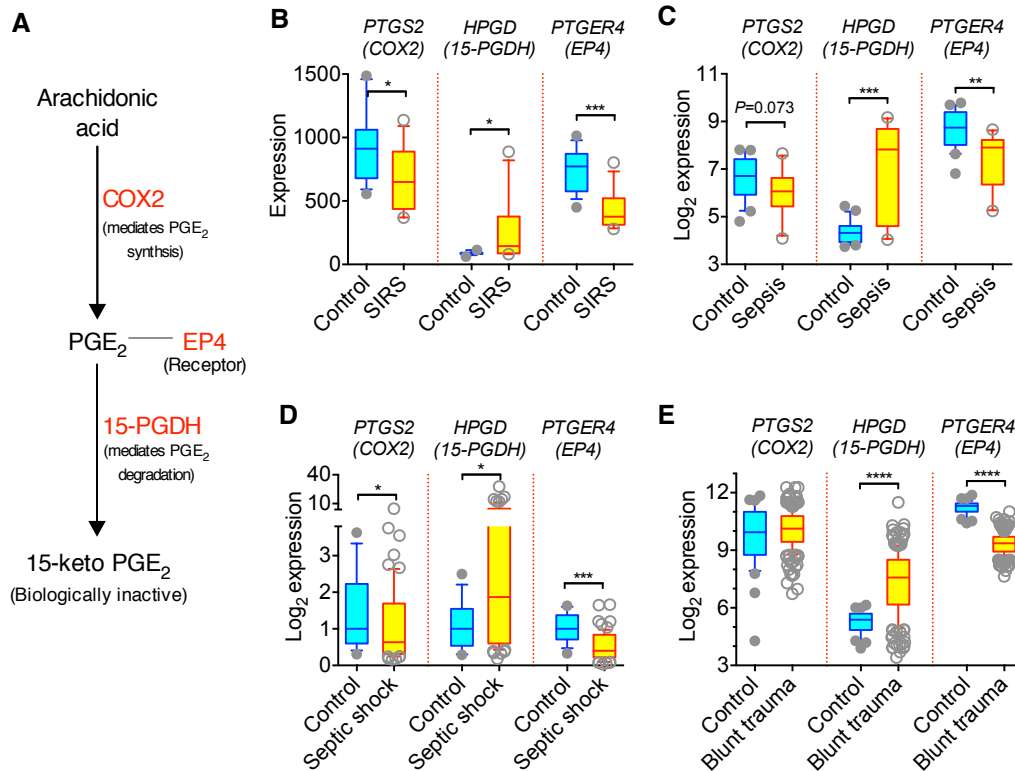 A
Arachidonic
acid
COX2
(mediates PGE2
synthsis)
PGE2
EP4
(Receptor)
15-PGDH
(mediates PGE2
degradation)
15-keto PGE2
(Biologically inactive)
B
PTGS2 HPGD PTGER4
(COX2) (15-PGDH) (EP4)
1500
1000
500
0
Expression
* * ***
Control SIRS Control SIRS Control SIRS
C
PTGS2 HPGD PTGER4
(COX2) (15-PGDH) (EP4)
11
9
7
5
3
Log2 expression
P=0.073 *** **
Control Sepsis Control Sepsis Control Sepsis
D
PTGS2 HPGD PTGER4
(COX2) (15-PGDH) (EP4)
40
10
3
2
1
0
Log2 expression
* * ***
Control Septic shock Control Septic shock Control Septic shock
E
PTGS2 HPGD PTGER4
(COX2) (15-PGDH) (EP4)
12
9
6
3
Log2 expression
**** ****
Control Blunt trauma Control Blunt trauma Control Blunt trauma